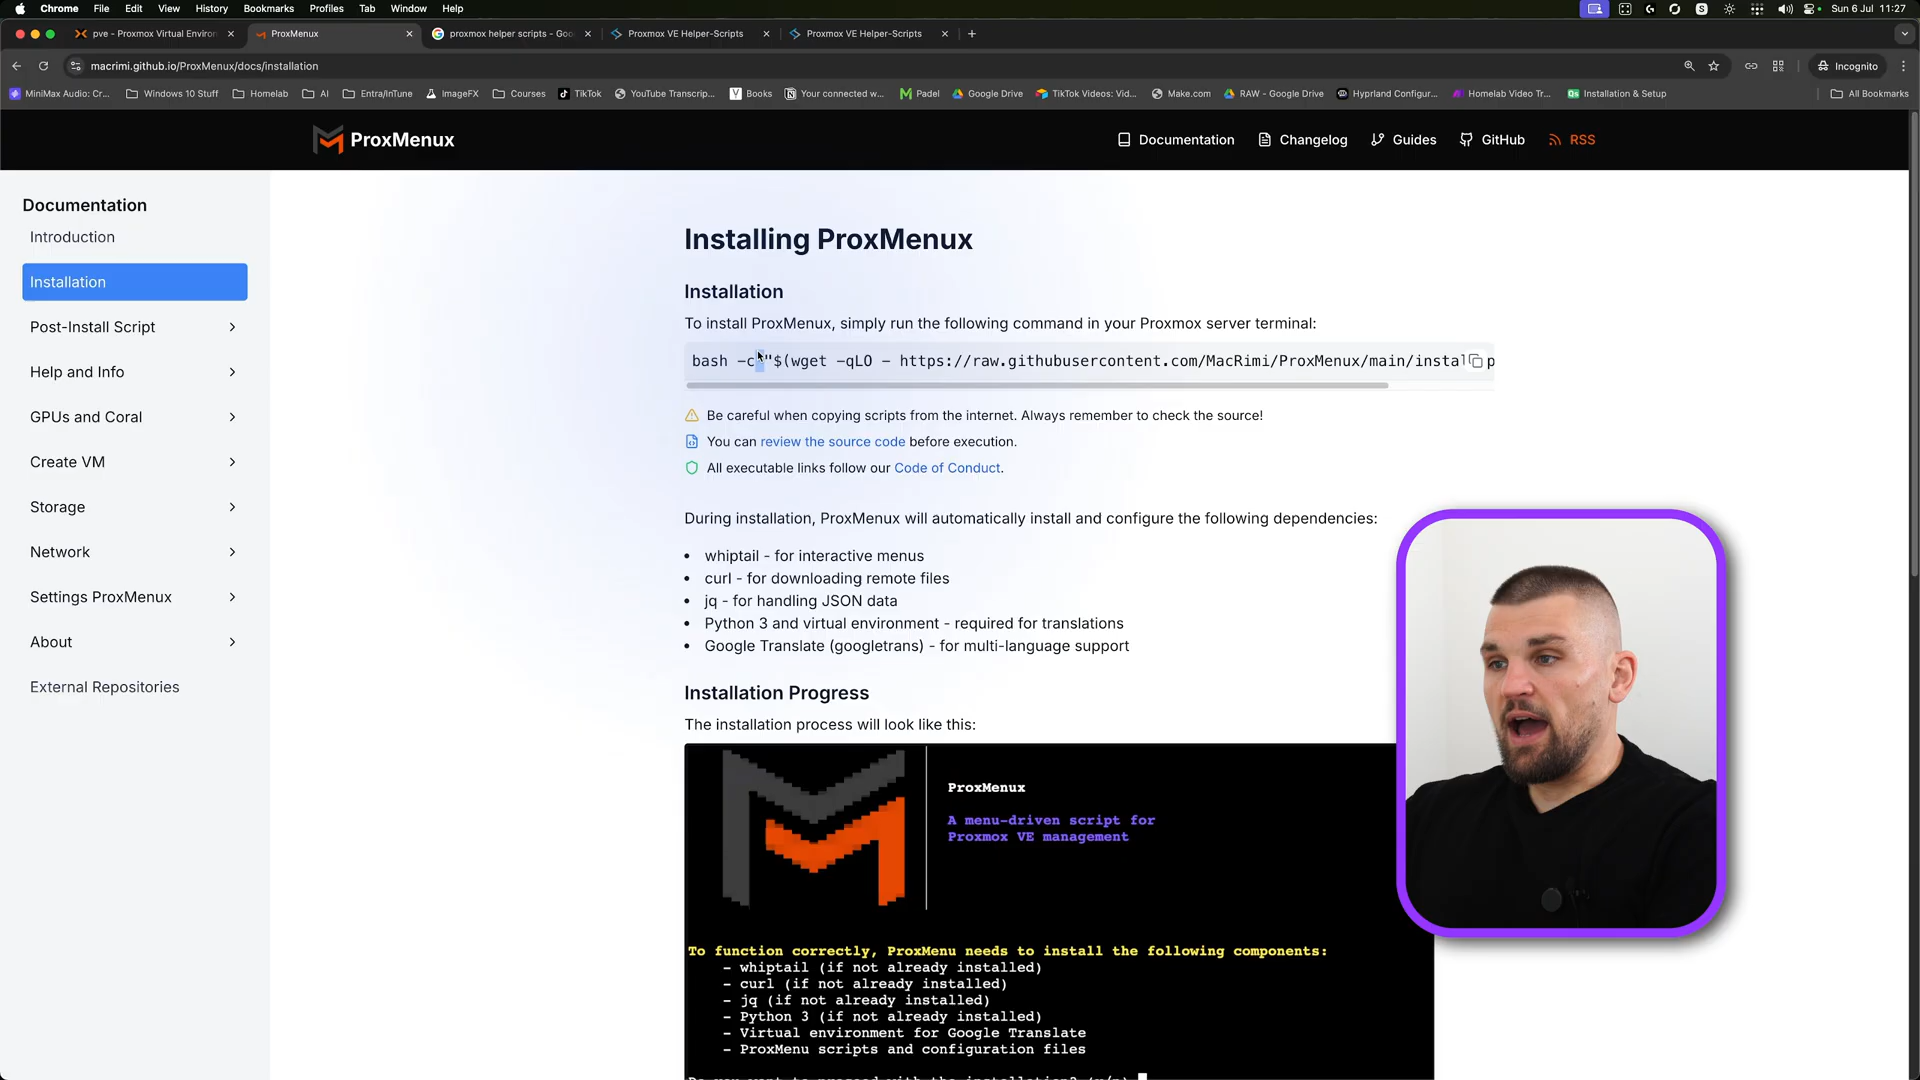 Chrome File Edit View History Bookmarks Profiles Tab Window Help
Sun 6 Jul 11:27
pve - Proxmox Virtual Environ
ProxMenux
proxmox helper scripts - Goo
Proxmox VE Helper-Scripts
Proxmox VE Helper-Scripts
macrimi.github.io/ProxMenux/docs/installation
Incognito
MiniMax Audio: Cr...
Windows 10 Stuff
Homelab
AI
Entra/InTune
ImageFX
Courses
TikTok
YouTube Transcrip...
Books
Your connected w...
Padel
Google Drive
TikTok Videos: Vid...
Make.com
RAW - Google Drive
Hyprland Configur...
Homelab Video Tr...
Installation & Setup
All Bookmarks
ProxMenux
Documentation
Changelog
Guides
GitHub
RSS
Documentation
Introduction
Installation
Post-Install Script
Help and Info
GPUs and Coral
Create VM
Storage
Network
Settings ProxMenux
About
External Repositories
Installing ProxMenux
Installation
To install ProxMenux, simply run the following command in your Proxmox server terminal:
bash -c "$(wget -qLO - https://raw.githubusercontent.com/MacRimi/ProxMenux/main/instal p
Be careful when copying scripts from the internet. Always remember to check the source!
You can review the source code before execution.
All executable links follow our Code of Conduct.
During installation, ProxMenux will automatically install and configure the following dependencies:
• whiptail - for interactive menus
• curl - for downloading remote files
• jq - for handling JSON data
• Python 3 and virtual environment - required for translations
• Google Translate (googletrans) - for multi-language support
Installation Progress
The installation process will look like this:
ProxMenux
A menu-driven script for
Proxmox VE management
To function correctly, ProxMenu needs to install the following components:
- whiptail (if not already installed)
- curl (if not already installed)
- jq (if not already installed)
- Python 3 (if not already installed)
- Virtual environment for Google Translate
- ProxMenu scripts and configuration files
Do you want to proceed with the installation? (y/n)